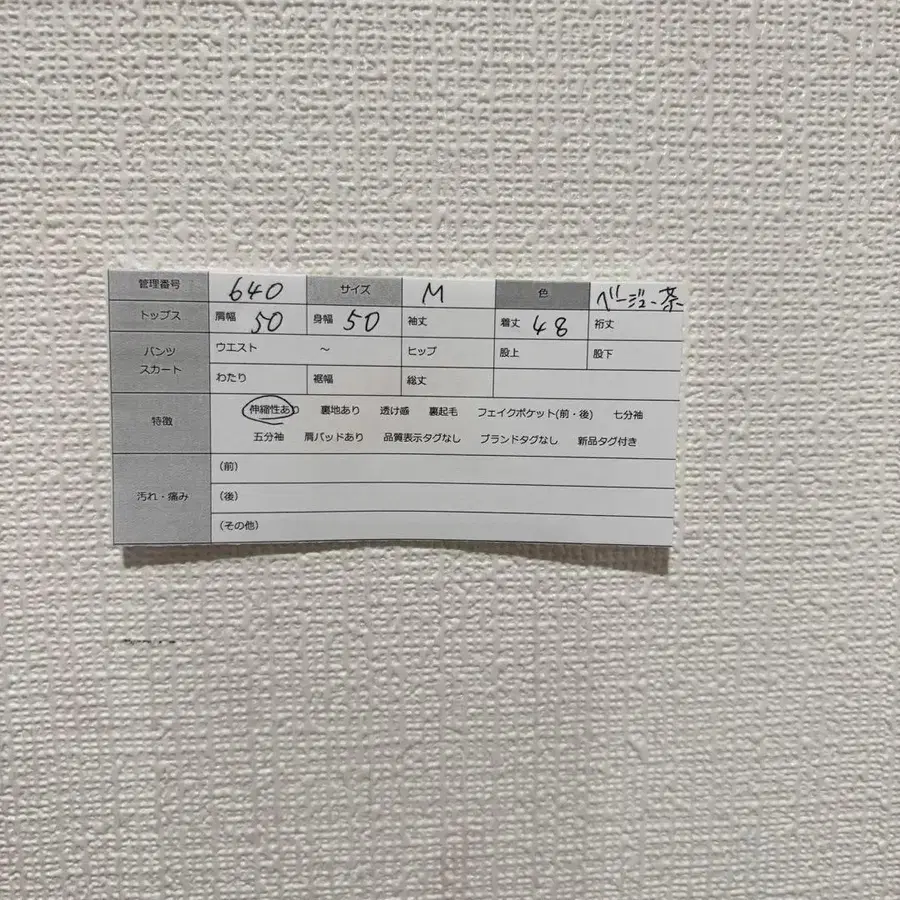 管理番号 640 サイズ M 色 ベージュ・茶
トップス 肩幅 50 身幅 50 袖丈 着丈 48 裄丈
パンツ スカート ウエスト ～ ヒップ 股上 股下
わたり 裾幅 総丈
特徴 伸縮性あり 裏地あり 透け感 裏起毛 フェイクポケット(前・後) 七分袖
五分袖 肩パッドあり 品質表示タグなし ブランドタグなし 新品タグ付き
汚れ・痛み (前)
(後)
(その他)